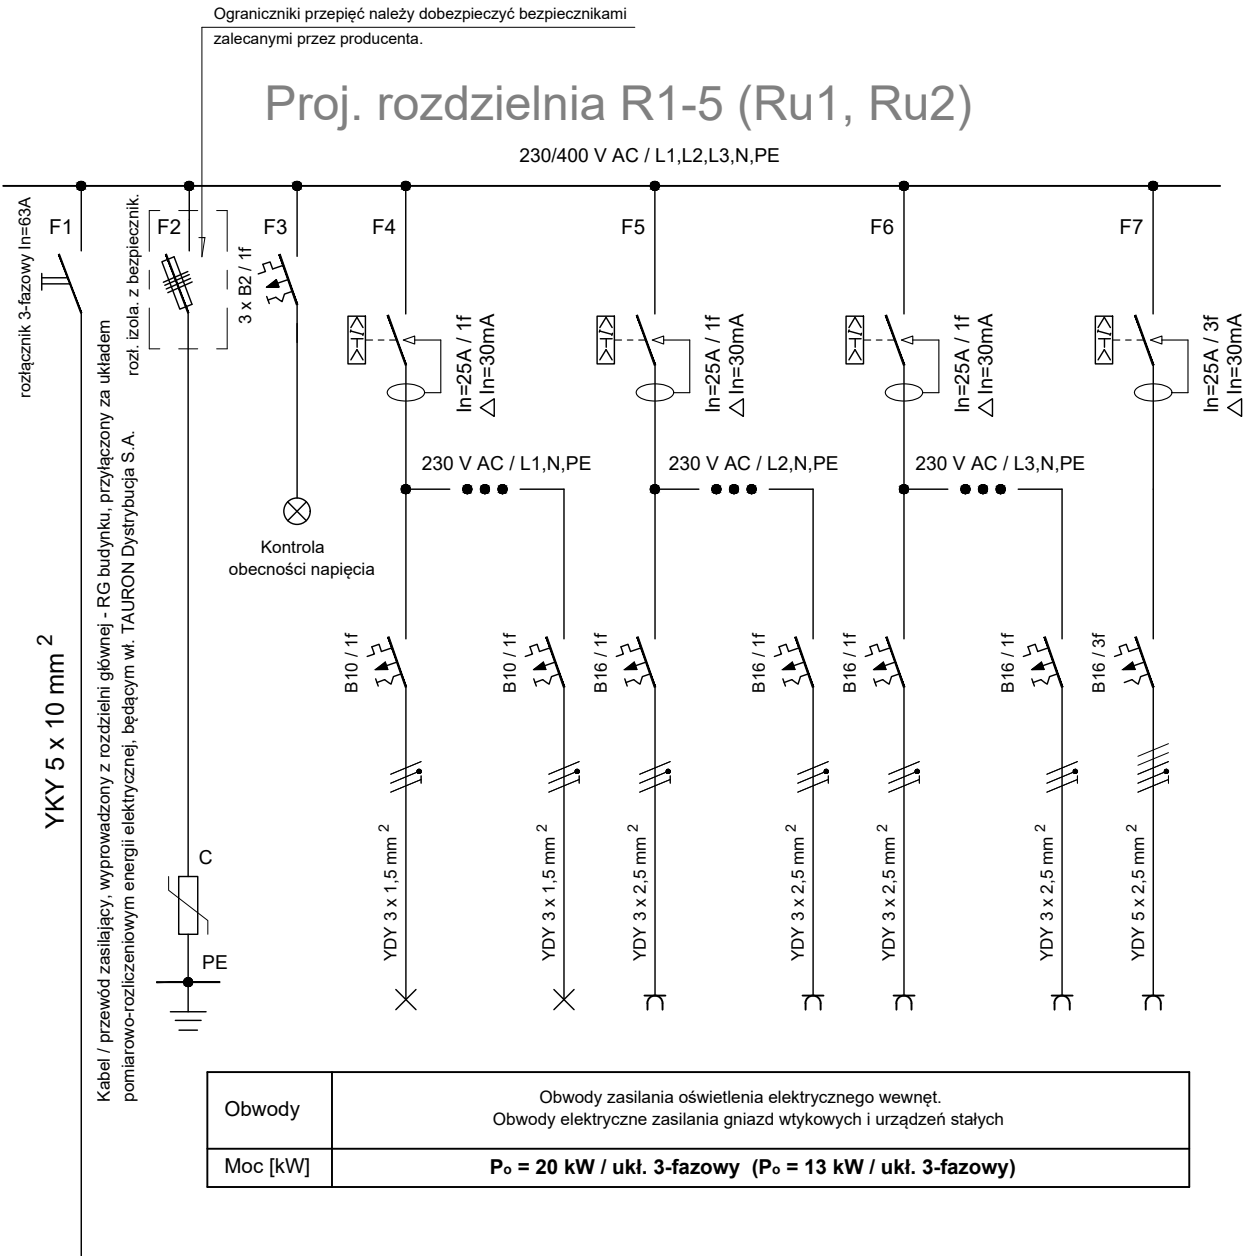 Ograniczniki przepięć należy dobezpieczyć bezpiecznikami
zalecanymi przez producenta.
Proj. rozdzielnia R1-5 (Ru1, Ru2)
230/400 V AC / L1,L2,L3,N,PE
F1
F2
F3
F4
F5
F6
F7
rozłącznik 3-fazowy In=63A
rozł. izola. z bezpiecznik.
3 x B2 / 1f
In=25A / 1f
△ In=30mA
In=25A / 1f
△ In=30mA
In=25A / 1f
△ In=30mA
In=25A / 3f
△ In=30mA
>I<
>I<
>I<
>I<
230 V AC / L1,N,PE
230 V AC / L2,N,PE
230 V AC / L3,N,PE
Kontrola
obecności napięcia
YKY 5 x 10 mm 2
Kabel / przewód zasilający, wyprowadzony z rozdzielni głównej - RG budynku, przyłączony za układem
pomiarowo-rozliczeniowym energii elektrycznej, będącym wł. TAURON Dystrybucja S.A.
B10 / 1f
B10 / 1f
B16 / 1f
B16 / 1f
B16 / 1f
B16 / 1f
B16 / 3f
YDY 3 x 1,5 mm 2
YDY 3 x 1,5 mm 2
YDY 3 x 2,5 mm 2
YDY 3 x 2,5 mm 2
YDY 3 x 2,5 mm 2
YDY 3 x 2,5 mm 2
YDY 5 x 2,5 mm 2
C
PE
Obwody
Obwody zasilania oświetlenia elektrycznego wewnęt.
Obwody elektryczne zasilania gniazd wtykowych i urządzeń stałych
Moc [kW]
Po = 20 kW / ukł. 3-fazowy (Po = 13 kW / ukł. 3-fazowy)